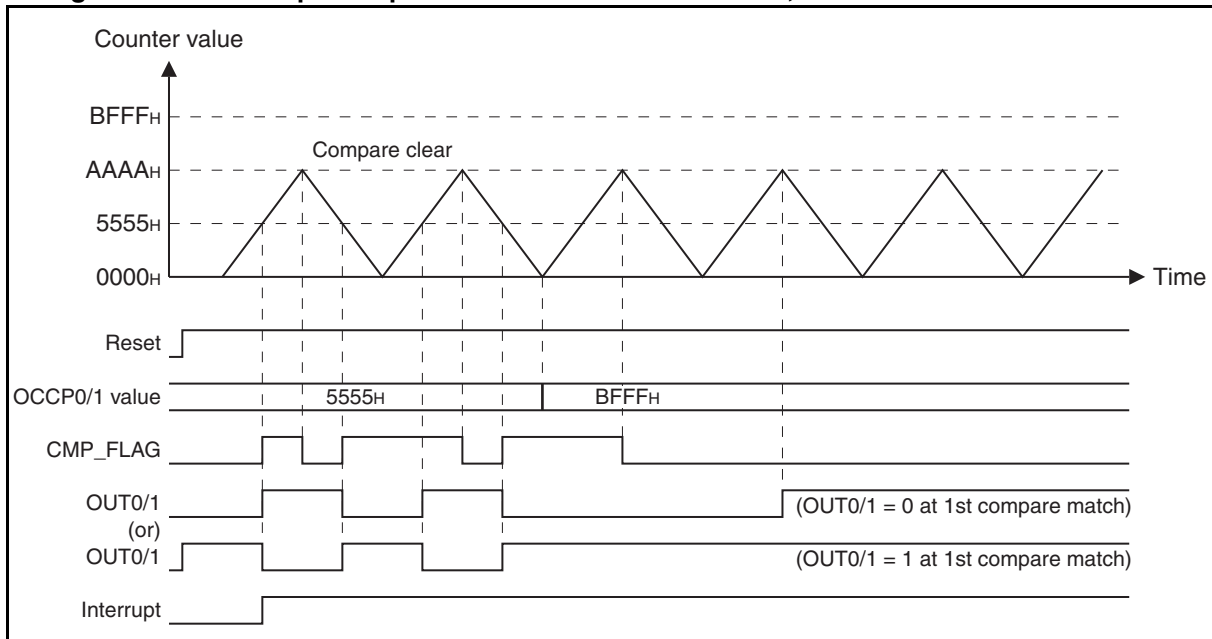 Counter value
BFFFH
Compare clear
AAAAH
5555H
0000H
Time
Reset
OCCP0/1 value
5555H
BFFFH
CMP_FLAG
OUT0/1
(OUT0/1 = 0 at 1st compare match)
(or)
OUT0/1
(OUT0/1 = 1 at 1st compare match)
Interrupt